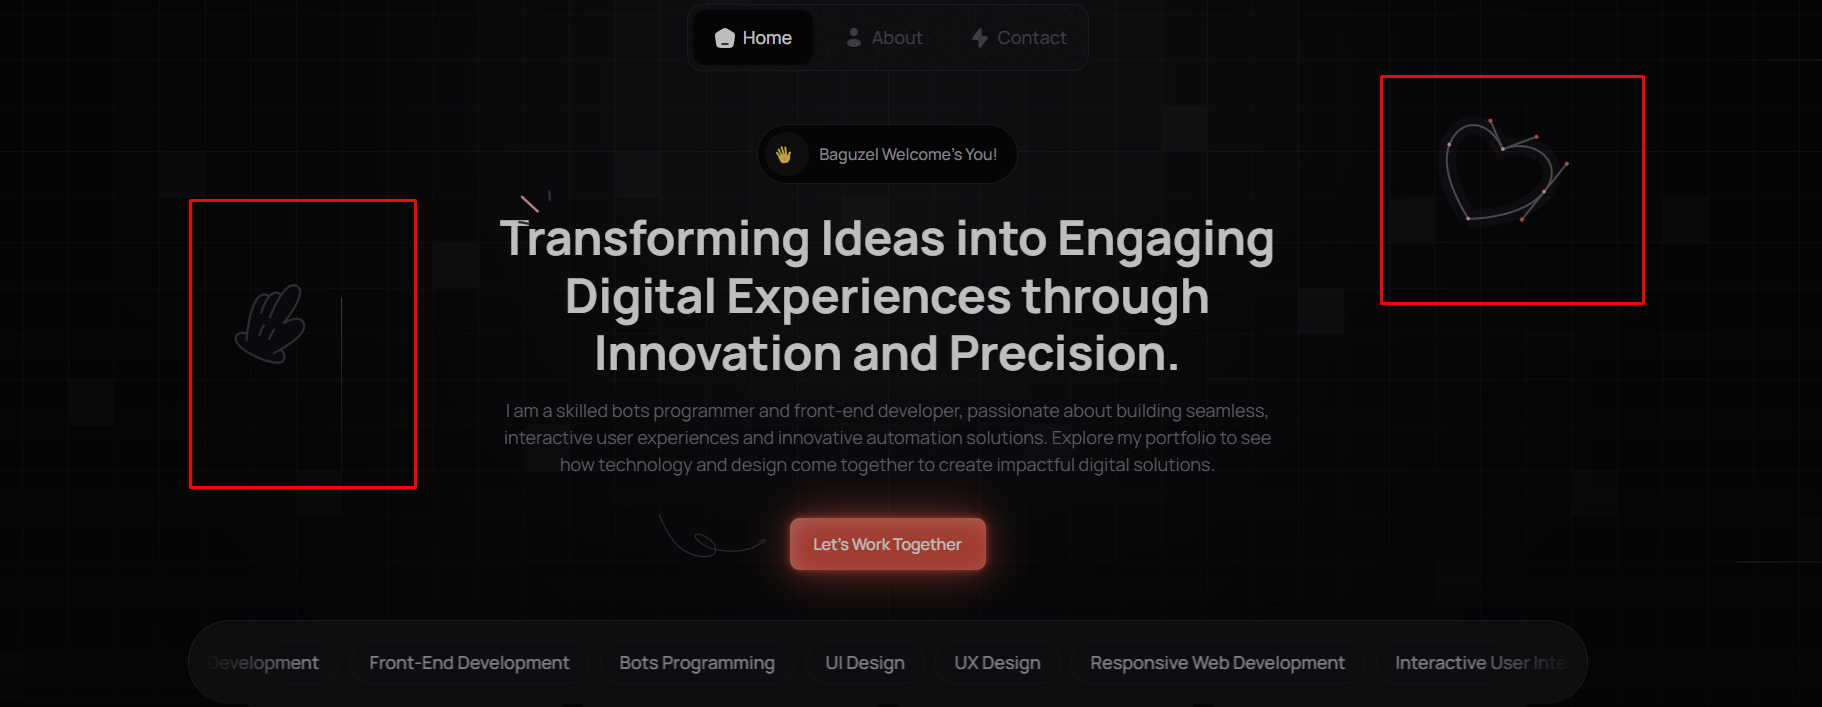 Home About Contact
Baguzel Welcome's You!
Transforming Ideas into Engaging
Digital Experiences through
Innovation and Precision.
I am a skilled bots programmer and front-end developer, passionate about building seamless,
interactive user experiences and innovative automation solutions. Explore my portfolio to see
how technology and design come together to create impactful digital solutions.
Let's Work Together
Development Front-End Development Bots Programming UI Design UX Design Responsive Web Development Interactive User Inte